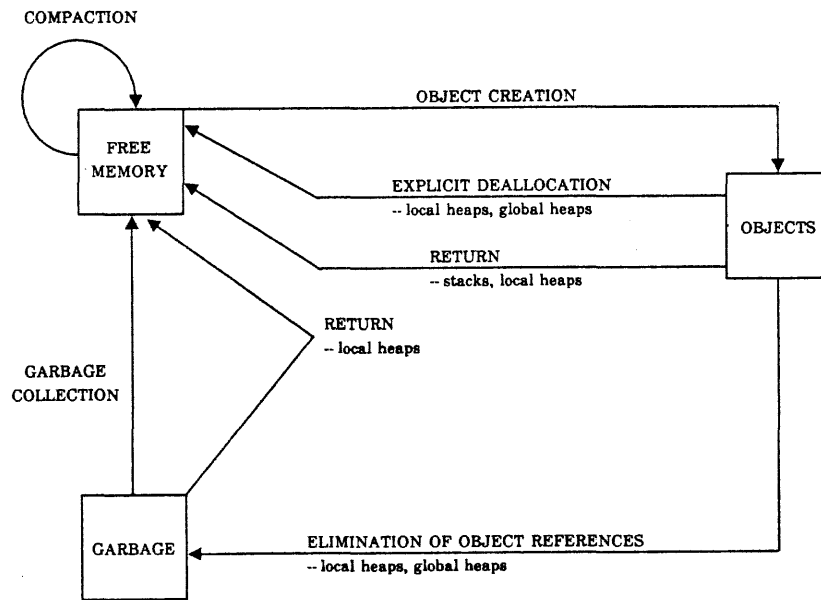 COMPACTION
OBJECT CREATION
FREE
MEMORY
EXPLICIT DEALLOCATION
-- local heaps, global heaps
OBJECTS
RETURN
-- stacks, local heaps
RETURN
-- local heaps
GARBAGE
COLLECTION
GARBAGE
ELIMINATION OF OBJECT REFERENCES
-- local heaps, global heaps